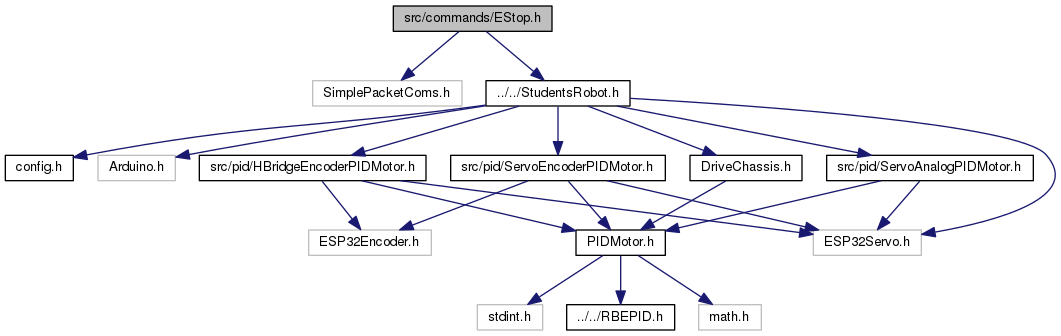 src/commands/EStop.h
SimplePacketComs.h
../../StudentsRobot.h
config.h
Arduino.h
src/pid/HBridgeEncoderPIDMotor.h
src/pid/ServoEncoderPIDMotor.h
DriveChassis.h
src/pid/ServoAnalogPIDMotor.h
ESP32Encoder.h
PIDMotor.h
ESP32Servo.h
stdint.h
../../RBEPID.h
math.h